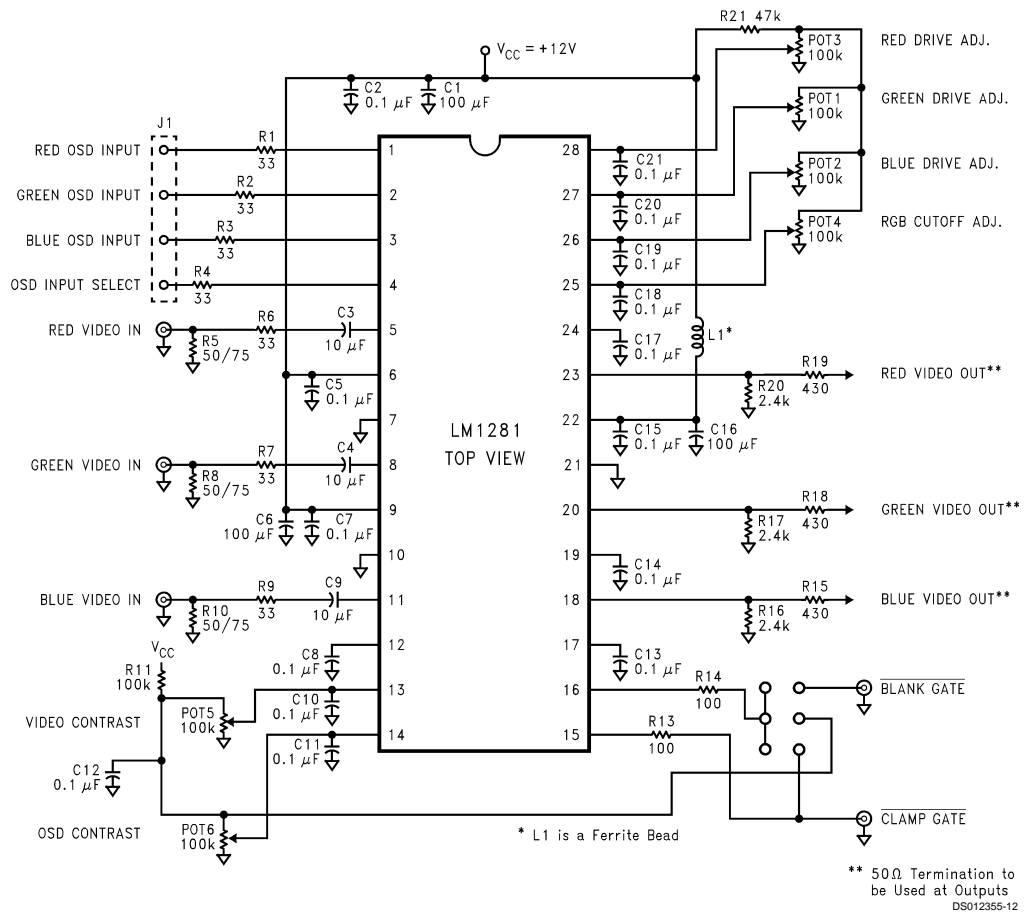 R21 47k
V_CC = +12V
POT3
100k
RED DRIVE ADJ.
C2
0.1 μF
C1
100 μF
POT1
100k
GREEN DRIVE ADJ.
J1
RED OSD INPUT
R1
33
1
28
C21
0.1 μF
POT2
100k
BLUE DRIVE ADJ.
GREEN OSD INPUT
R2
33
2
27
C20
0.1 μF
POT4
100k
RGB CUTOFF ADJ.
BLUE OSD INPUT
R3
33
3
26
C19
0.1 μF
OSD INPUT SELECT
R4
33
4
25
C18
0.1 μF
RED VIDEO IN
R5
50/75
R6
33
C3
10 μF
5
24
C17
0.1 μF
L1*
C5
0.1 μF
6
23
R20
2.4k
R19
430
RED VIDEO OUT**
7
LM1281
TOP VIEW
22
C15
0.1 μF
C16
100 μF
GREEN VIDEO IN
R8
50/75
R7
33
C4
10 μF
8
21
C6
100 μF
C7
0.1 μF
9
20
R17
2.4k
R18
430
GREEN VIDEO OUT**
10
19
C14
0.1 μF
BLUE VIDEO IN
R10
50/75
R9
33
C9
10 μF
11
18
R16
2.4k
R15
430
BLUE VIDEO OUT**
V_CC
R11
100k
C8
0.1 μF
12
17
C13
0.1 μF
VIDEO CONTRAST
POT5
100k
C10
0.1 μF
13
16
R14
100
BLANK GATE
C11
0.1 μF
14
15
R13
100
C12
0.1 μF
OSD CONTRAST
POT6
100k
* L1 is a Ferrite Bead
CLAMP GATE
** 50Ω Termination to
be Used at Outputs
DS012355-12